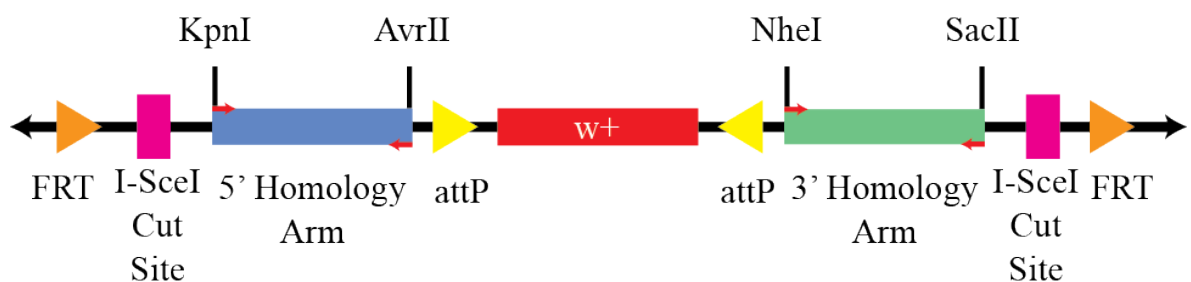 KpnI AvrII NheI SacII
w+
FRT I-SceI 5’ Homology attP attP 3’ Homology I-SceI FRT
Cut Arm Arm Cut
Site Site